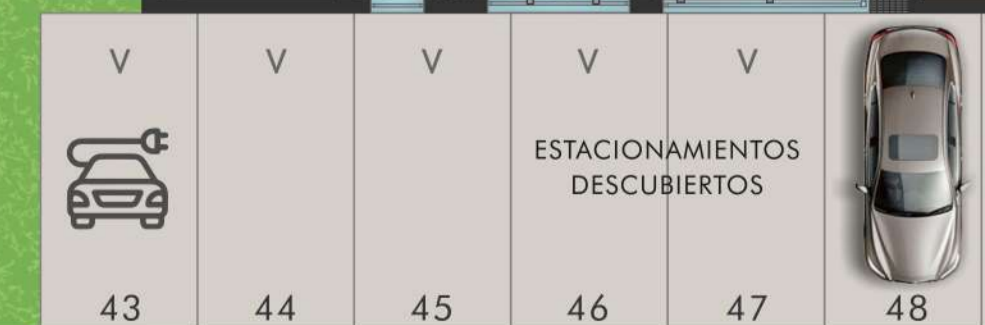 V V V V V
ESTACIONAMIENTOS
DESCUBIERTOS
43 44 45 46 47 48